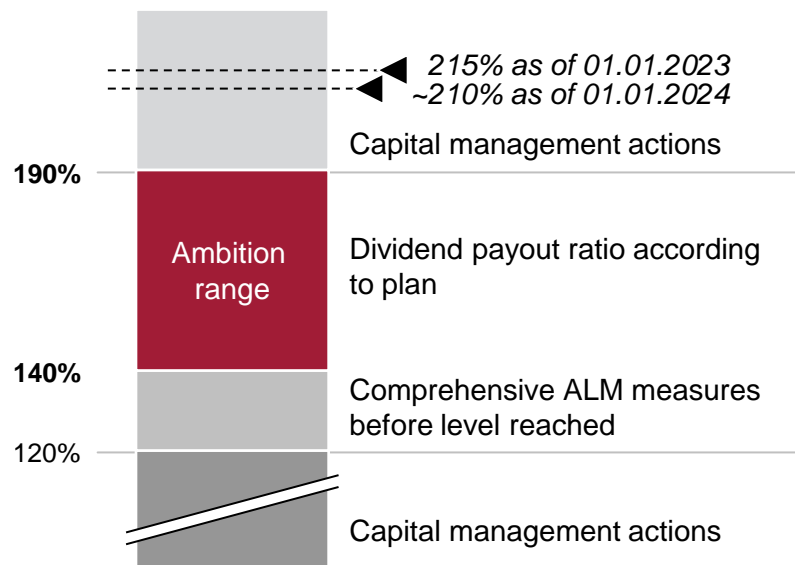 215% as of 01.01.2023
~210% as of 01.01.2024
Capital management actions
190%
Ambition
range
Dividend payout ratio according
to plan
140%
Comprehensive ALM measures
before level reached
120%
Capital management actions